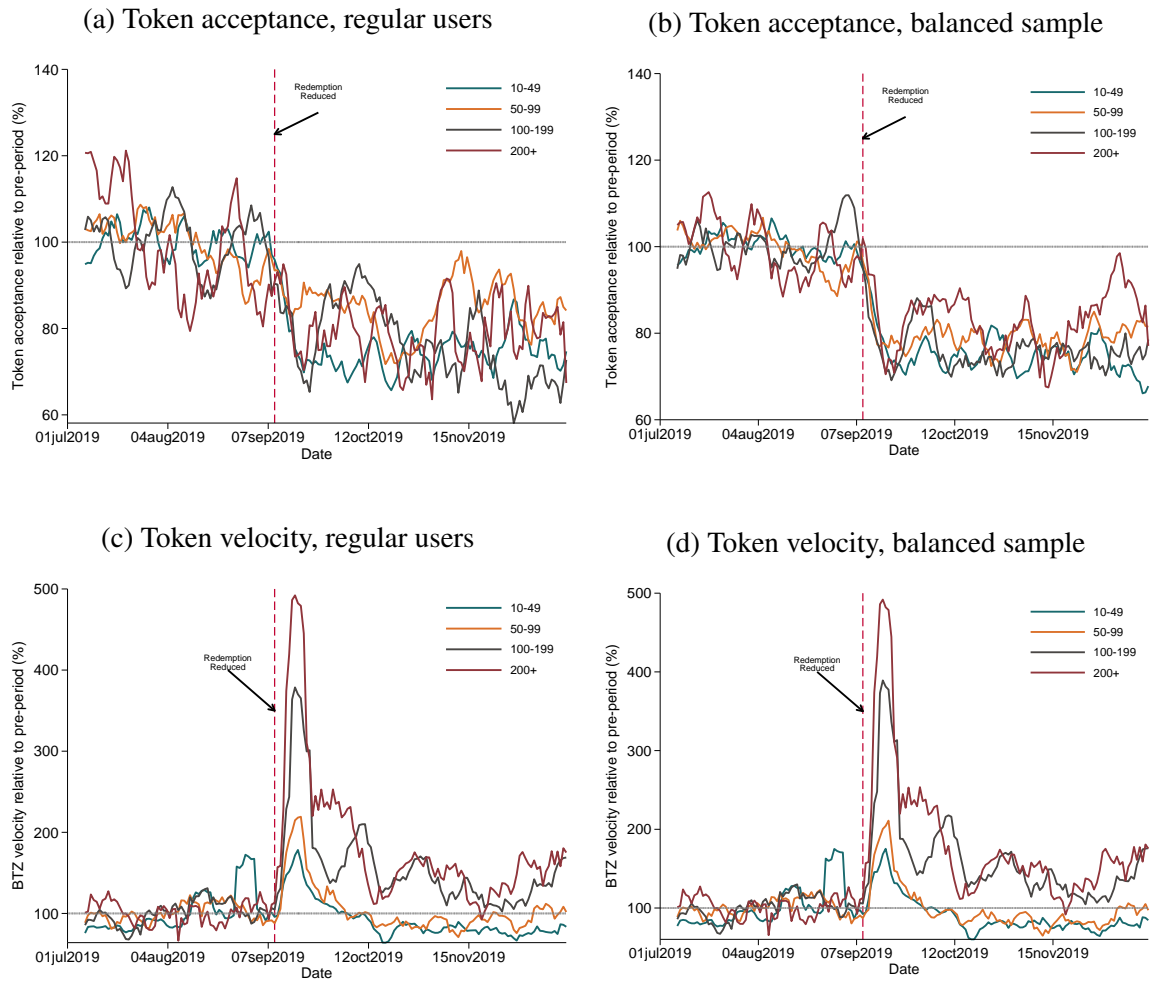 (a) Token acceptance, regular users
Token acceptance relative to pre-period (%)
140
120
100
80
60
Redemption
Reduced
10-49
50-99
100-199
200+
01jul2019 04aug2019 07sep2019 12oct2019 15nov2019
Date
(b) Token acceptance, balanced sample
Token acceptance relative to pre-period (%)
140
120
100
80
60
Redemption
Reduced
10-49
50-99
100-199
200+
01jul2019 04aug2019 07sep2019 12oct2019 15nov2019
Date
(c) Token velocity, regular users
BTZ velocity relative to pre-period (%)
500
400
300
200
100
Redemption
Reduced
10-49
50-99
100-199
200+
01jul2019 04aug2019 07sep2019 12oct2019 15nov2019
Date
(d) Token velocity, balanced sample
BTZ velocity relative to pre-period (%)
500
400
300
200
100
Redemption
Reduced
10-49
50-99
100-199
200+
01jul2019 04aug2019 07sep2019 12oct2019 15nov2019
Date